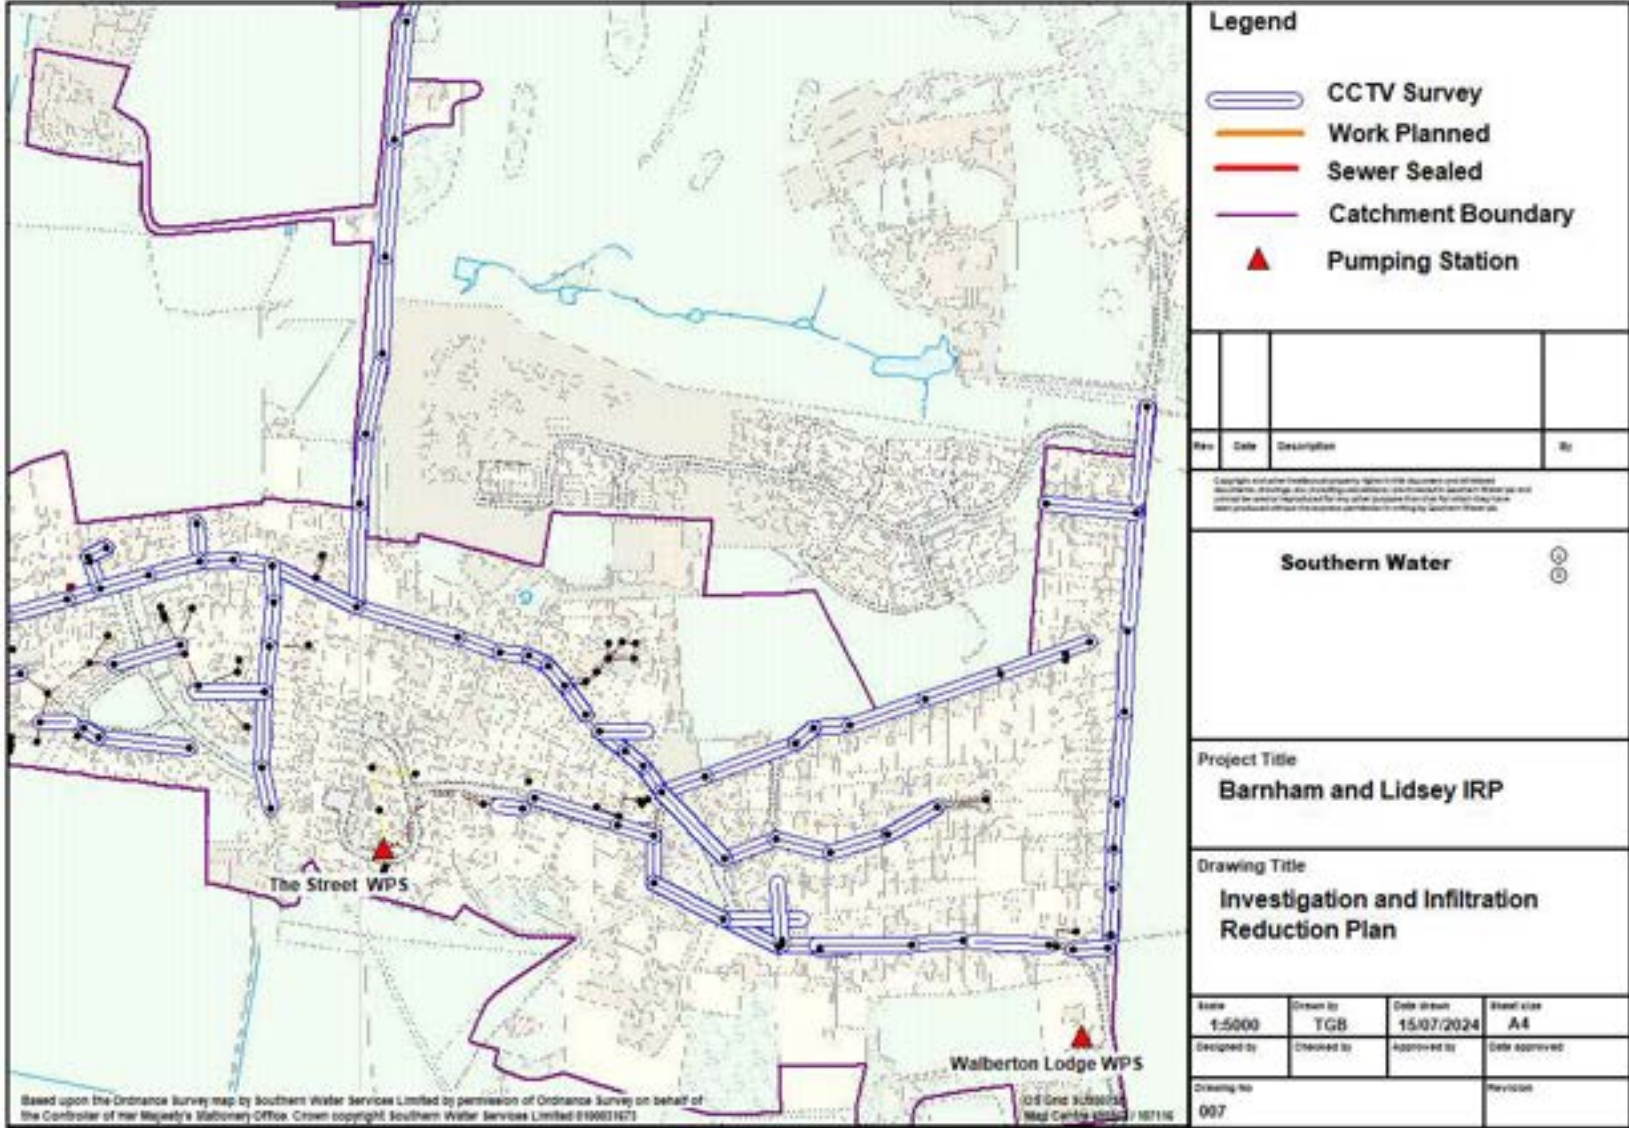 Legend
CCTV Survey
Work Planned
Sewer Sealed
Catchment Boundary
Pumping Station
Rev Date Description By
Southern Water
Project Title
Barnham and Lidsey IRP
Drawing Title
Investigation and Infiltration
Reduction Plan
Scale Drawn by Date drawn Sheet size
1:5000 TGB 15/07/2024 A4
Designed by Checked by Approved by Date approved
Drawing No Revision
007
The Street WPS
Walberton Lodge WPS
Based upon the Ordnance Survey map by Southern Water Services Limited by permission of Ordnance Survey on behalf of
the Controller of Her Majesty's Stationery Office. Crown copyright Southern Water Services Limited
OS Grid
Map Centre